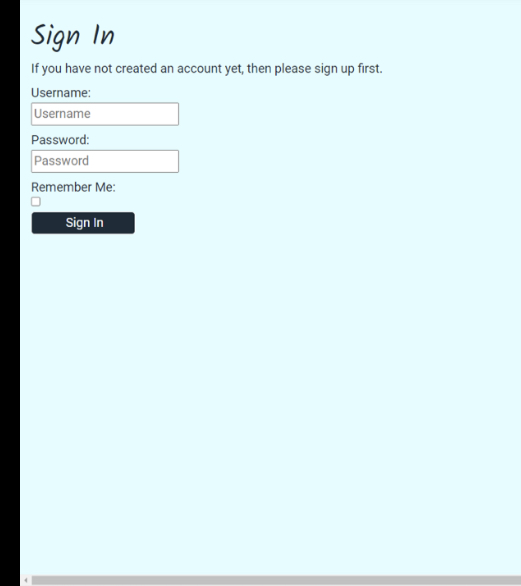 Sign In
If you have not created an account yet, then please sign up first.
Username:
Username
Password:
Password
Remember Me:
Sign In